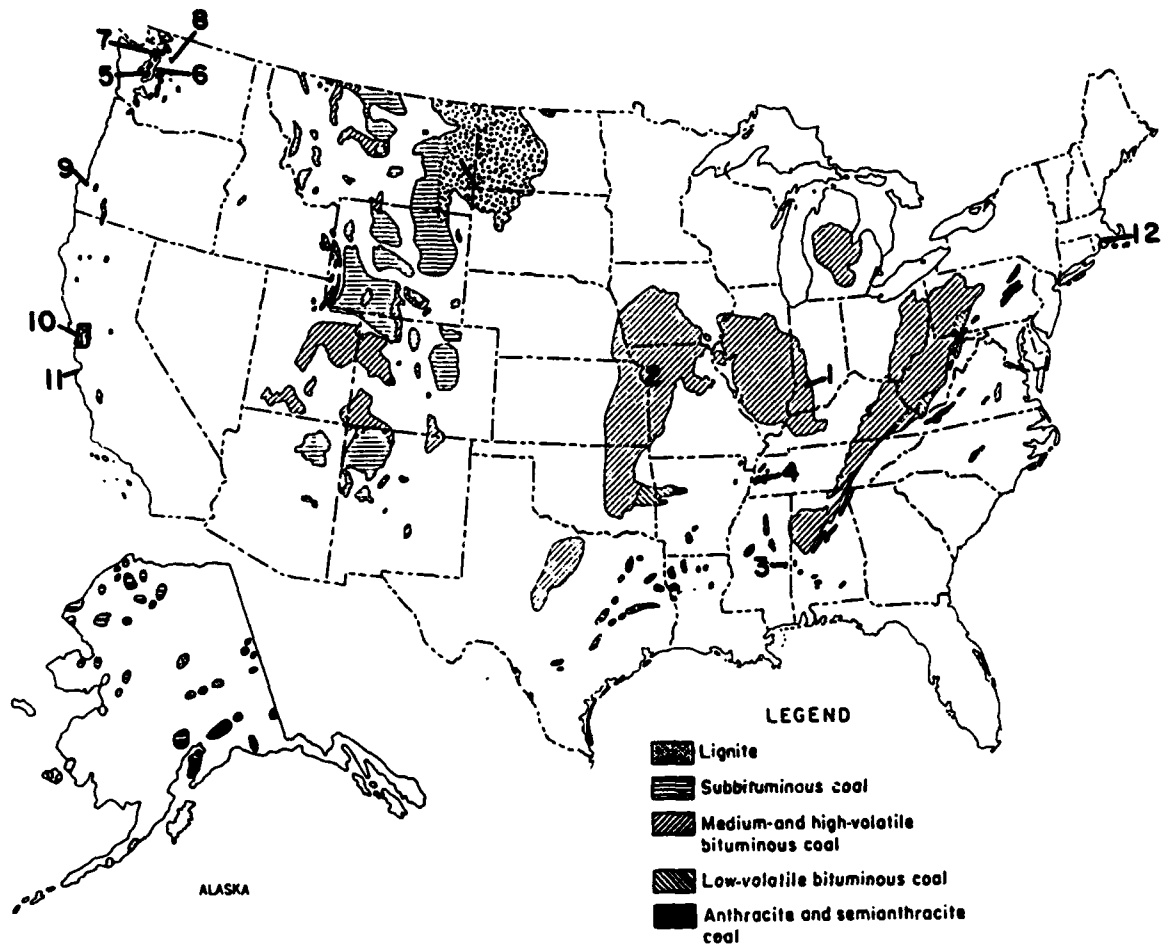 8
7
5
6
9
12
10
11
1
2
4
3
LEGEND
Lignite
Subbituminous coal
Medium-and high-volatile
bituminous coal
Low-volatile bituminous coal
Anthracite and semianthracite
coal
ALASKA